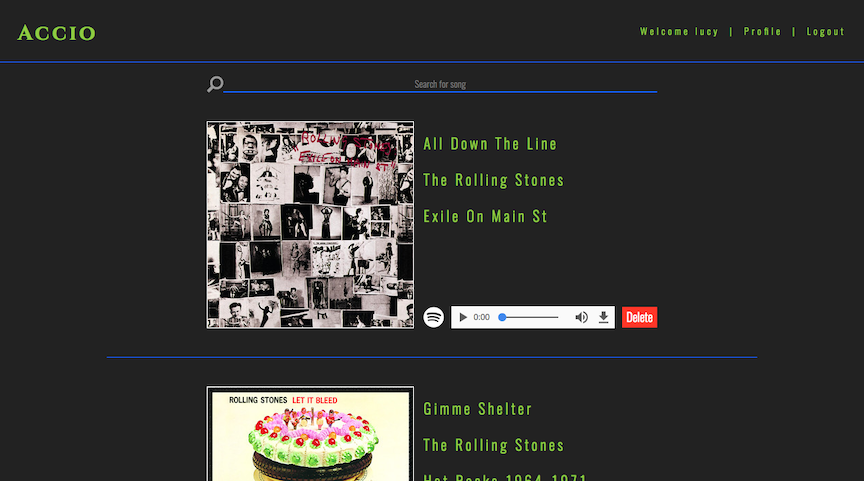 Accio
Welcome lucy | Profile | Logout
Search for song
ROLLING STONES
EXILE ON MAIN ST
All Down The Line
The Rolling Stones
Exile On Main St
0:00
Delete
ROLLING STONES LET IT BLEED
Gimme Shelter
The Rolling Stones
Hot Rocks 1964-1971